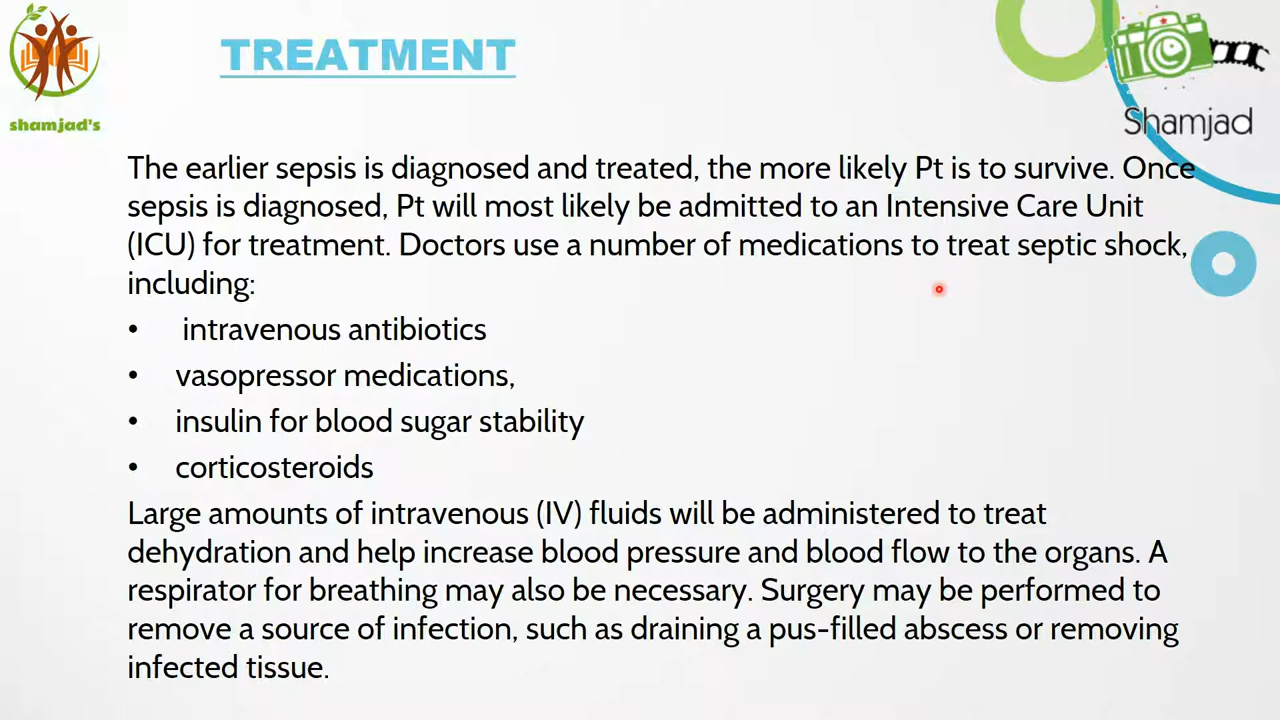 TREATMENT
shamjad's
Shamjad
The earlier sepsis is diagnosed and treated, the more likely Pt is to survive. Once
sepsis is diagnosed, Pt will most likely be admitted to an Intensive Care Unit
(ICU) for treatment. Doctors use a number of medications to treat septic shock,
including:
• intravenous antibiotics
• vasopressor medications,
• insulin for blood sugar stability
• corticosteroids
Large amounts of intravenous (IV) fluids will be administered to treat
dehydration and help increase blood pressure and blood flow to the organs. A
respirator for breathing may also be necessary. Surgery may be performed to
remove a source of infection, such as draining a pus-filled abscess or removing
infected tissue.